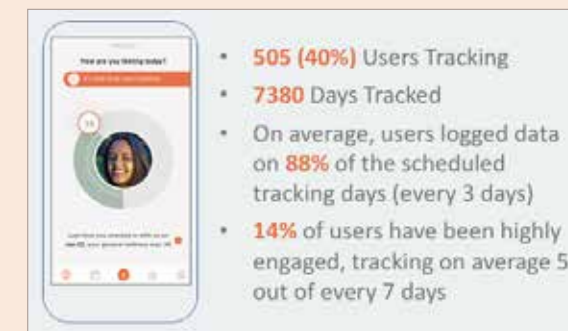 How are you feeling today?
• 505 (40%) Users Tracking
• 7380 Days Tracked
• On average, users logged data
on 88% of the scheduled
tracking days (every 3 days)
• 14% of users have been highly
engaged, tracking on average 5
out of every 7 days